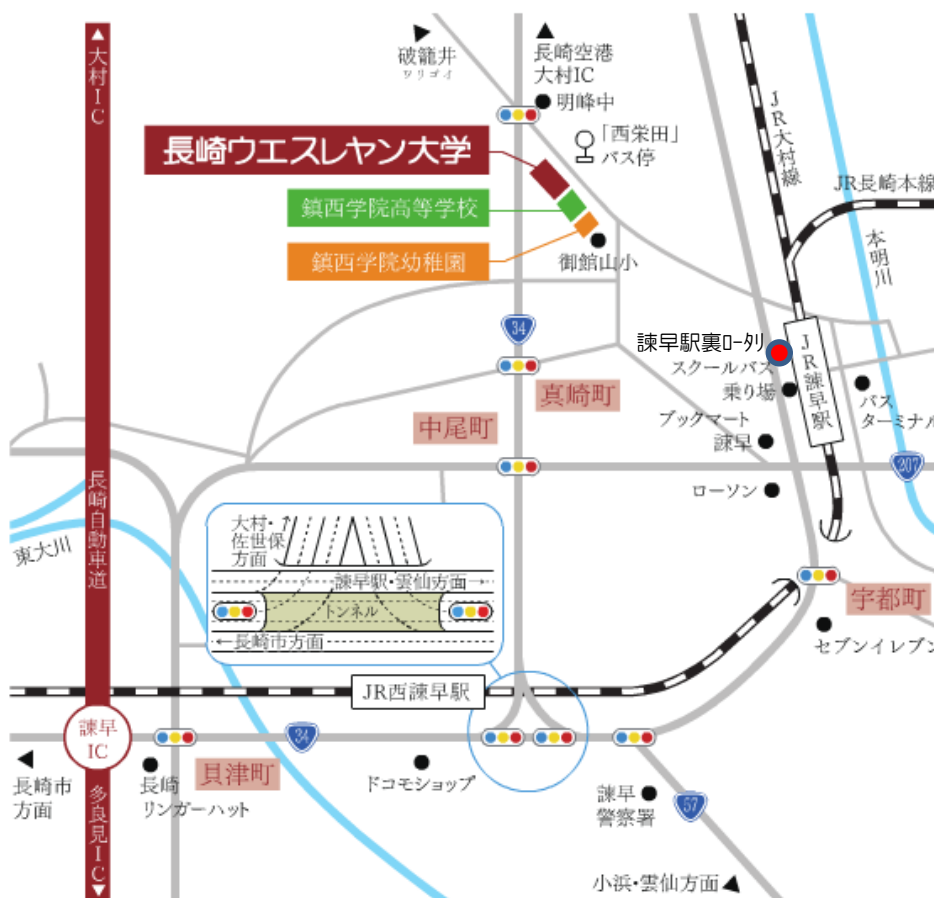 ▲大村IC
長崎自動車道
諫早
IC
多良見IC▼
破籠井
ワリゴイ
長崎空港
大村IC
明峰中
「西栄田」
バス停
長崎ウエスレヤン大学
鎮西学院高等学校
鎮西学院幼稚園
御館山小
JR大村線
JR長崎本線
本明川
34
諫早駅裏ﾛｰﾀﾘ
スクールバス
乗り場
JR諫早駅
バス
ターミナル
真崎町
中尾町
ブックマート
諫早
207
ローソン
東大川
大村・
佐世保
方面
諫早駅・雲仙方面→
トンネル
←長崎市方面
宇都町
セブンイレブン
JR西諫早駅
34
貝津町
長崎市
方面
長崎
リンガーハット
ドコモショップ
諫早
警察署
57
小浜・雲仙方面